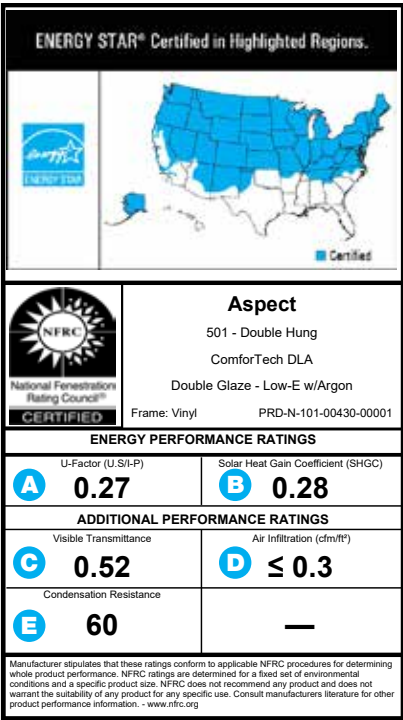 ENERGY STAR® Certified in Highlighted Regions.
energy
ENERGY STAR
Certified
NFRC
National Fenestration
Rating Council®
CERTIFIED
Aspect
501 - Double Hung
ComforTech DLA
Double Glaze - Low-E w/Argon
Frame: Vinyl PRD-N-101-00430-00001
ENERGY PERFORMANCE RATINGS
U-Factor (U.S/I-P)
A 0.27
Solar Heat Gain Coefficient (SHGC)
B 0.28
ADDITIONAL PERFORMANCE RATINGS
Visible Transmittance
C 0.52
Air Infiltration (cfm/ft²)
D ≤ 0.3
Condensation Resistance
E 60
—
Manufacturer stipulates that these ratings conform to applicable NFRC procedures for determining
whole product performance. NFRC ratings are determined for a fixed set of environmental
conditions and a specific product size. NFRC does not recommend any product and does not
warrant the suitability of any product for any specific use. Consult manufacturers literature for other
product performance information. - www.nfrc.org